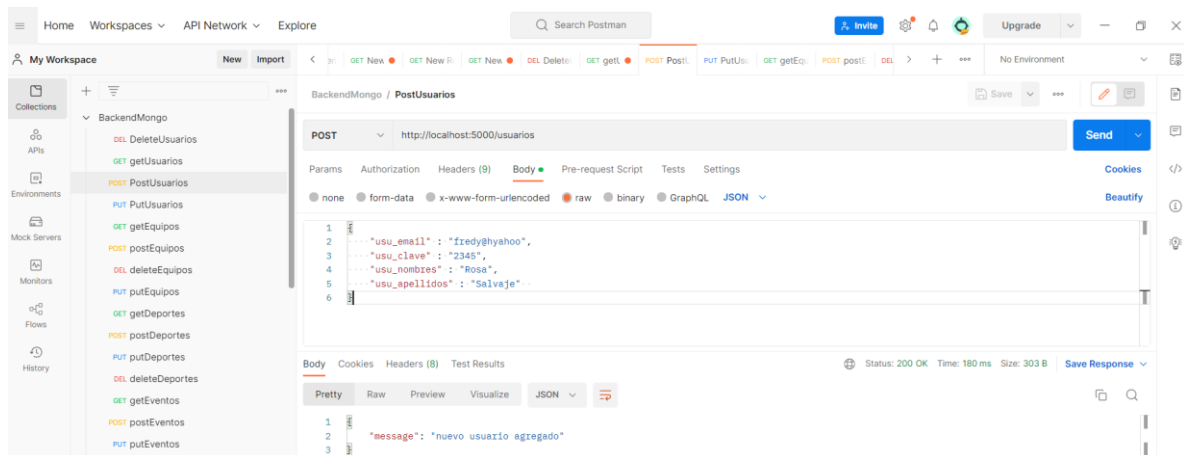 Home Workspaces API Network Explore Search Postman Invite Upgrade
My Workspace New Import GET New GET New R GET New DEL Delete GET getL POST PostU PUT PutUsu GET getEqu POST postE DEL No Environment
Collections
APIs
Environments
Mock Servers
Monitors
Flows
History
BackendMongo
DEL DeleteUsuarios
GET getUsuarios
POST PostUsuarios
PUT PutUsuarios
GET getEquipos
POST postEquipos
DEL deleteEquipos
PUT putEquipos
GET getDeportes
POST postDeportes
PUT putDeportes
DEL deleteDeportes
GET getEventos
POST postEventos
PUT putEventos
BackendMongo / PostUsuarios Save
POST http://localhost:5000/usuarios Send
Params Authorization Headers (9) Body Pre-request Script Tests Settings Cookies
none form-data x-www-form-urlencoded raw binary GraphQL JSON Beautify
1 {
2 "usu_email" : "fredy@hyahoo",
3 "usu_clave" : "2345",
4 "usu_nombres" : "Rosa",
5 "usu_apellidos" : "Salvaje"
6 }
Body Cookies Headers (8) Test Results Status: 200 OK Time: 180 ms Size: 303 B Save Response
Pretty Raw Preview Visualize JSON
1 {
2 "message": "nuevo usuario agregado"
3 }